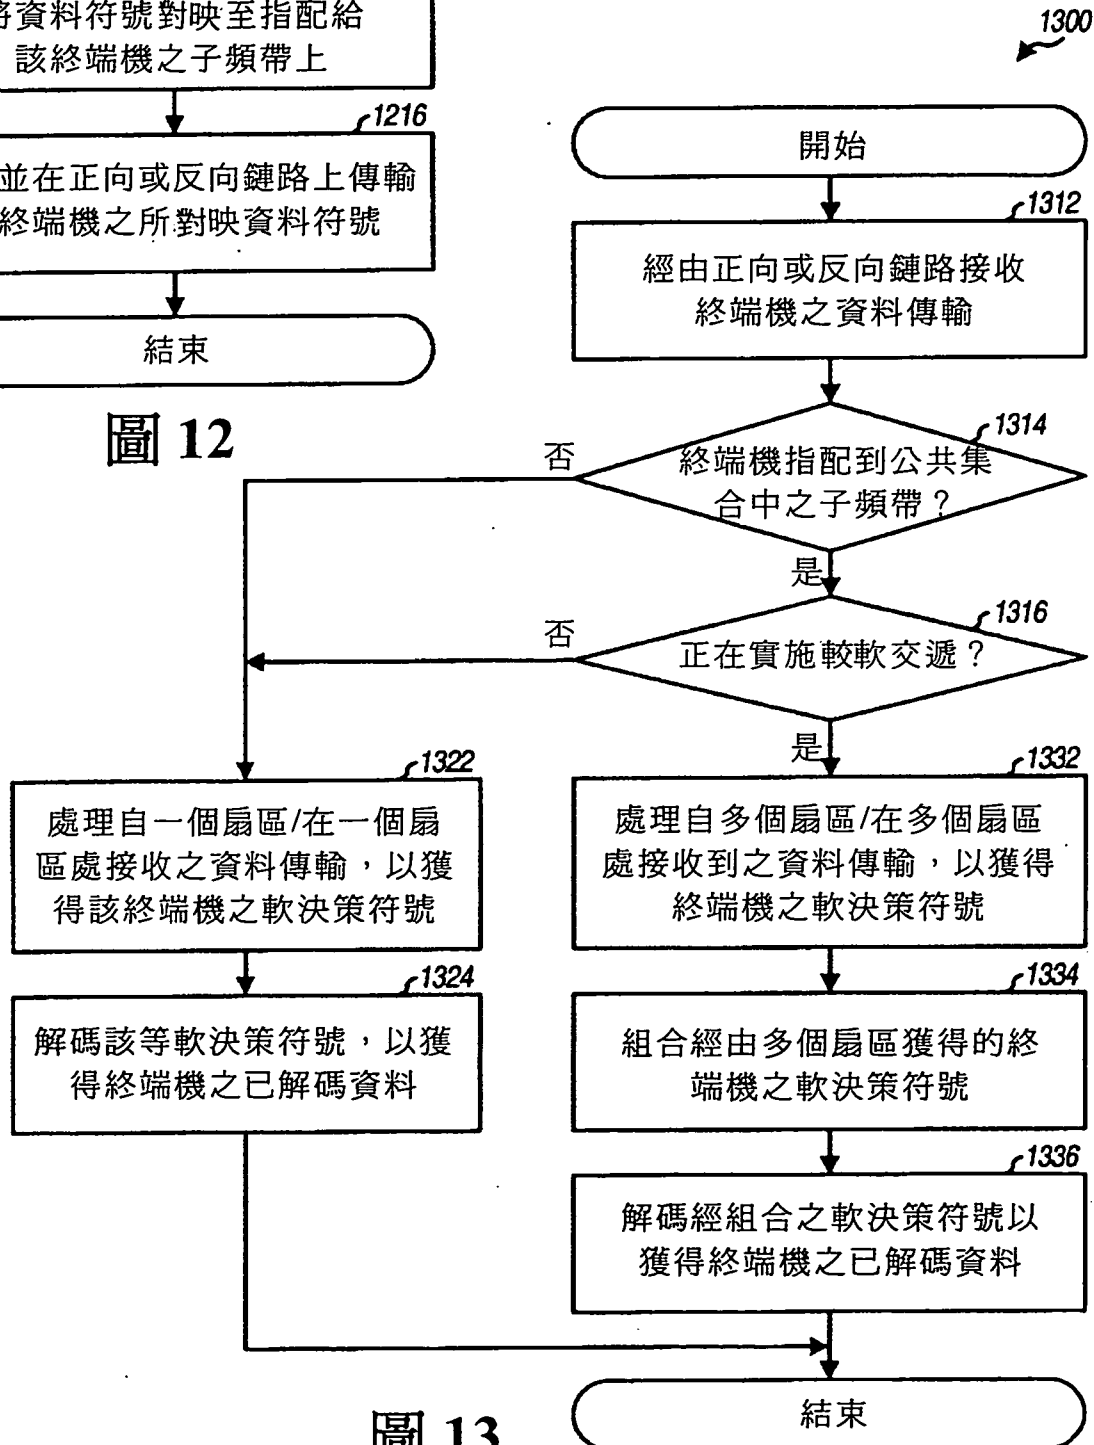 將資料符號對映至指配給
該終端機之子頻帶上
1216
並在正向或反向鏈路上傳輸
終端機之所對映資料符號
結束
圖 12
1300
開始
1312
經由正向或反向鏈路接收
終端機之資料傳輸
1314
終端機指配到公共集
合中之子頻帶？
否
是
1316
正在實施較軟交遞？
否
是
1322
處理自一個扇區/在一個扇
區處接收之資料傳輸，以獲
得該終端機之軟決策符號
1324
解碼該等軟決策符號，以獲
得終端機之已解碼資料
1332
處理自多個扇區/在多個扇區
處接收到之資料傳輸，以獲得
終端機之軟決策符號
1334
組合經由多個扇區獲得的終
端機之軟決策符號
1336
解碼經組合之軟決策符號以
獲得終端機之已解碼資料
結束
圖 13